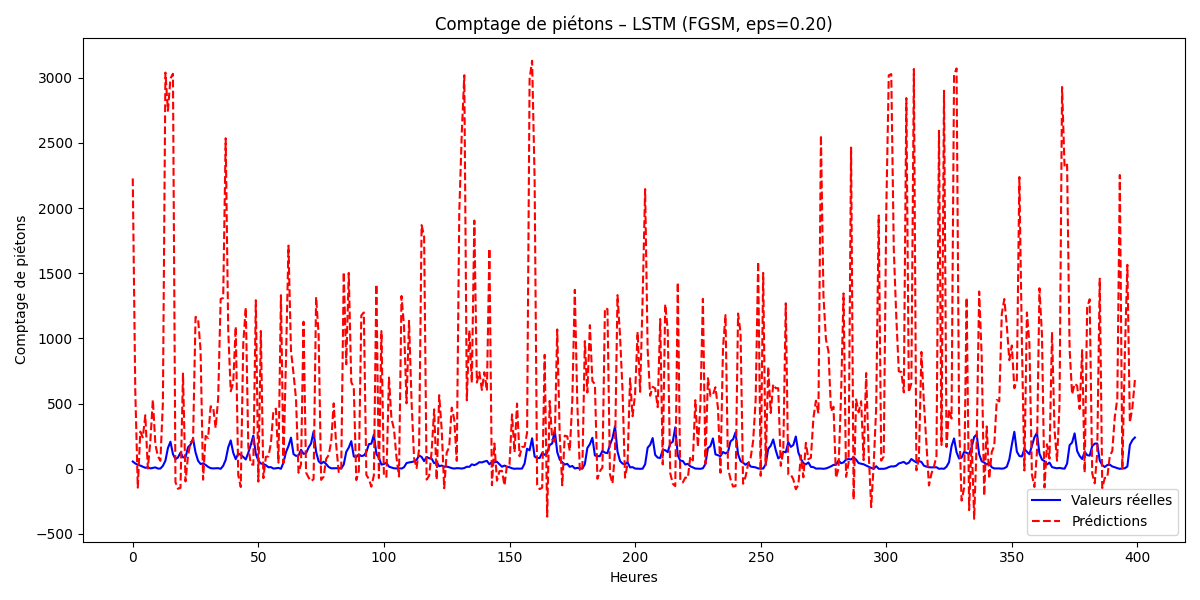 Comptage de piétons – LSTM (FGSM, eps=0.20)
Comptage de piétons
3000
2500
2000
1500
1000
500
0
−500
0 50 100 150 200 250 300 350 400
Heures
Valeurs réelles
Prédictions